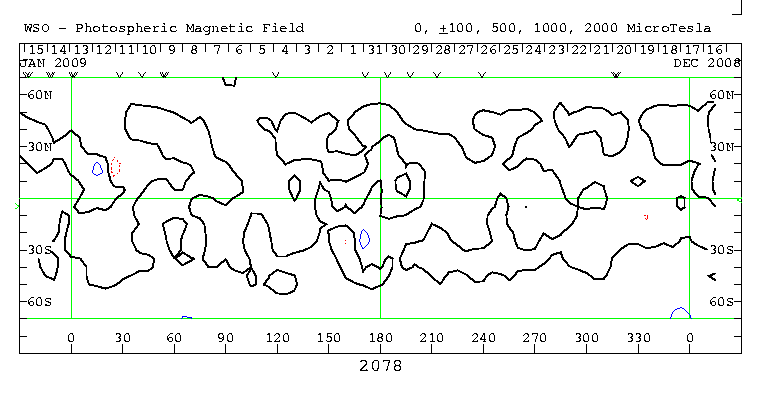 WSO - Photospheric Magnetic Field 0, ±100, 500, 1000, 2000 MicroTesla
15 14 13 12 11 10 9 8 7 6 5 4 3 2 1 31 30 29 28 27 26 25 24 23 22 21 20 19 18 17 16
JAN 2009 DEC 2008
60N 60N
30N 30N
30S 30S
60S 60S
0 30 60 90 120 150 180 210 240 270 300 330 0
2078